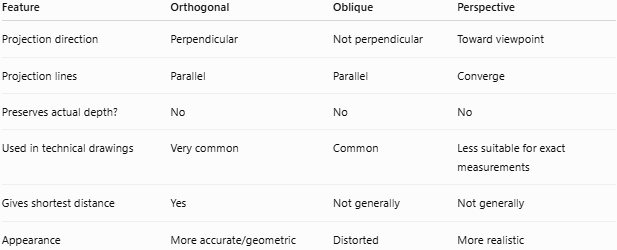 Feature Orthogonal Oblique Perspective
Projection direction Perpendicular Not perpendicular Toward viewpoint
Projection lines Parallel Parallel Converge
Preserves actual depth? No No No
Used in technical drawings Very common Common Less suitable for exact
measurements
Gives shortest distance Yes Not generally Not generally
Appearance More accurate/geometric Distorted More realistic